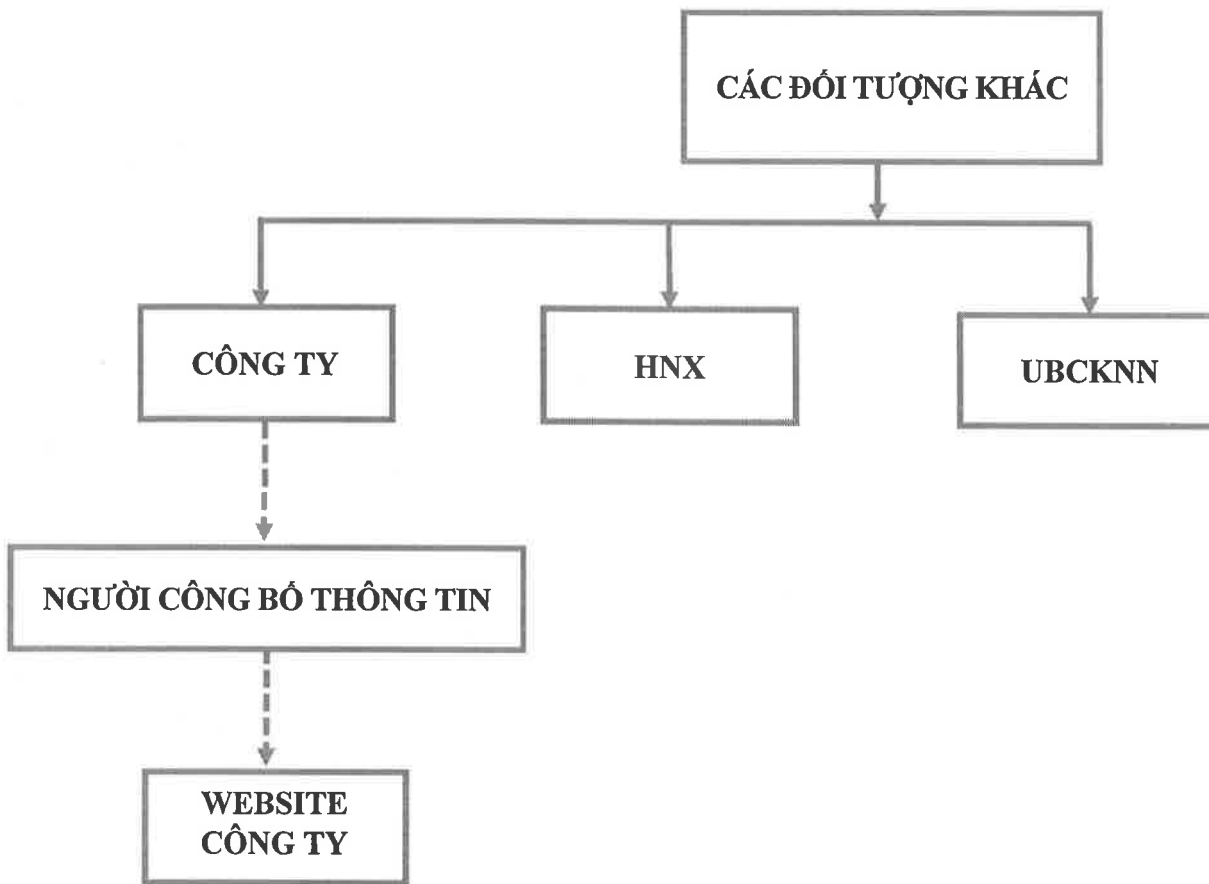 CÁC ĐỐI TƯỢNG KHÁC
CÔNG TY
HNX
UBCKNN
NGƯỜI CÔNG BỐ THÔNG TIN
WEBSITE
CÔNG TY